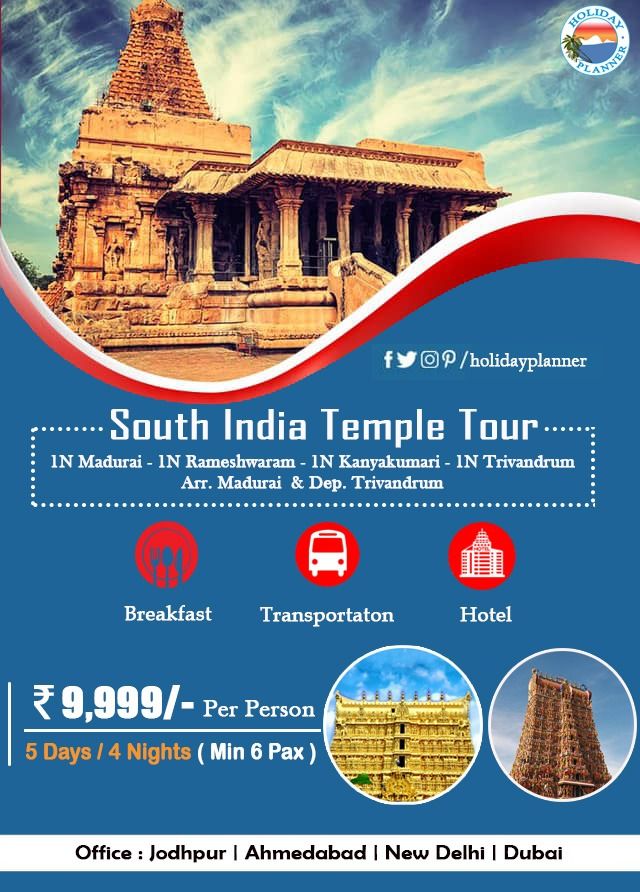 HOLIDAY
PLANNER
/holidayplanner
South India Temple Tour
1N Madurai - 1N Rameshwaram - 1N Kanyakumari - 1N Trivandrum
Arr. Madurai & Dep. Trivandrum
HOTEL
Breakfast Transportaton Hotel
₹ 9,999/- Per Person
5 Days / 4 Nights ( Min 6 Pax )
Office : Jodhpur | Ahmedabad | New Delhi | Dubai